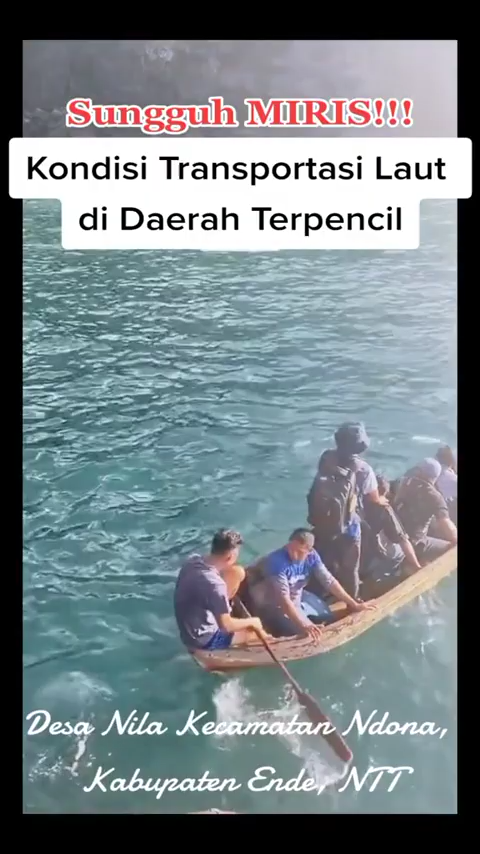 Sungguh MIRIS!!!
Kondisi Transportasi Laut
di Daerah Terpencil
Desa Nila Kecamatan Ndona,
Kabupaten Ende, NTT